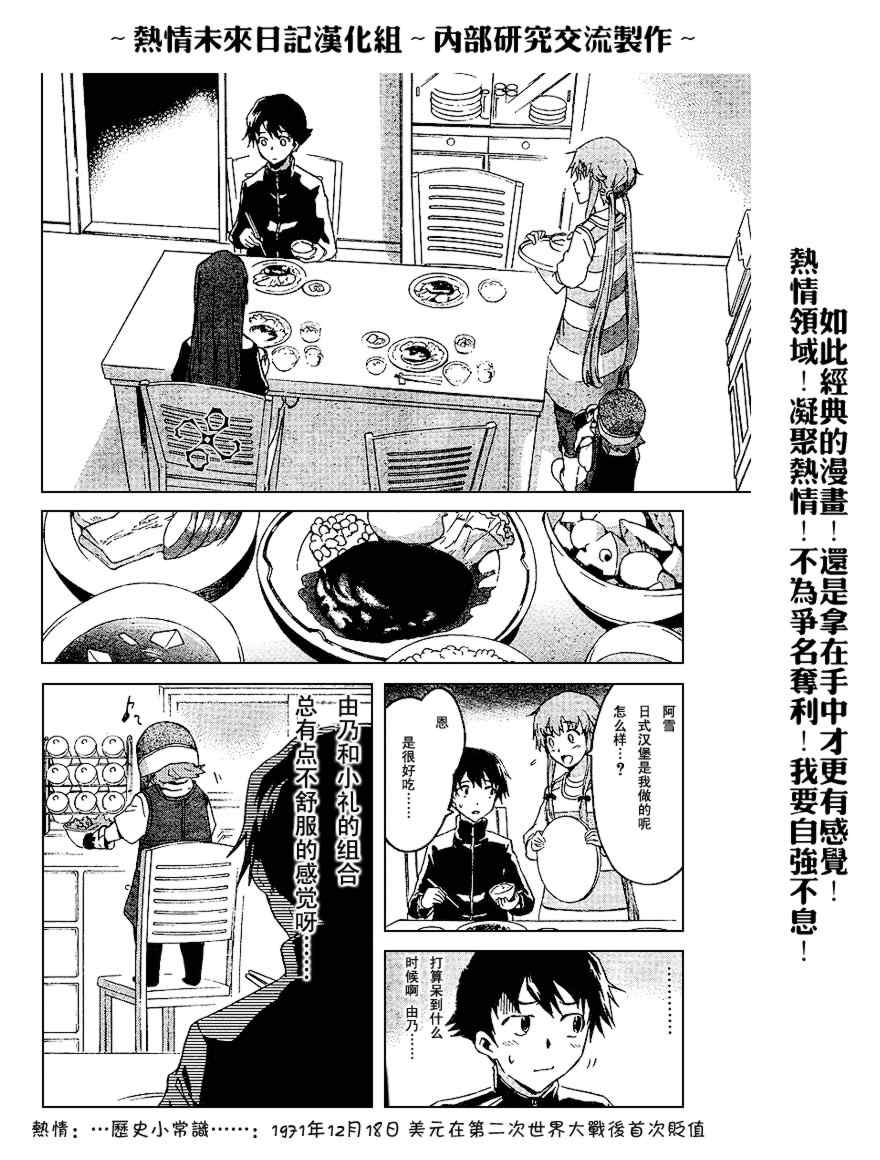 ~熱情未來日記漢化組~內部研究交流製作~
如此經典的漫畫！還是拿在手中才更有感覺！
熱情領域！凝聚熱情！不為爭名奪利！我要自強不息！
阿雪
日式汉堡是我做的呢
怎么样…？
恩
是很好吃……
由乃和小礼的组合
总有点不舒服的感觉呀……
………
打算呆到什么
时候啊 由乃……
熱情：…歷史小常識……：1971年12月18日 美元在第二次世界大戰後首次貶值